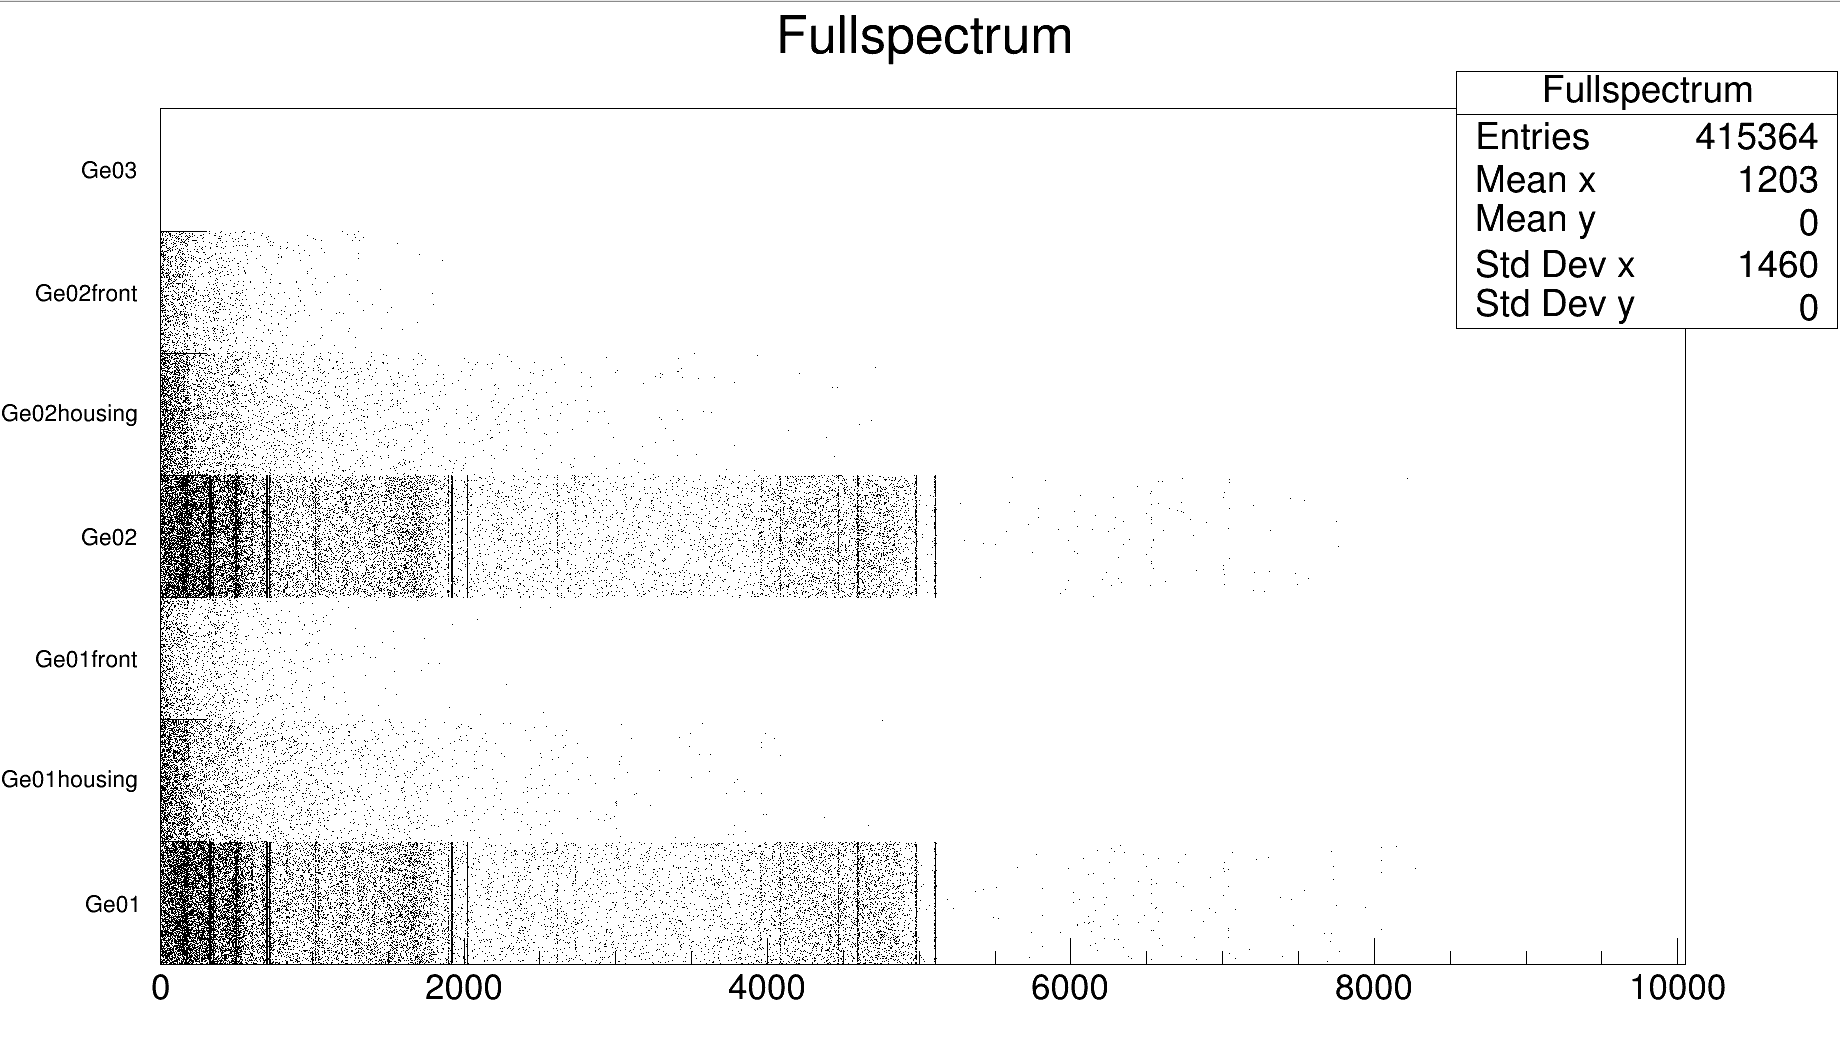 Fullspectrum
Fullspectrum
Entries 415364
Mean x 1203
Mean y 0
Std Dev x 1460
Std Dev y 0
Ge03
Ge02front
Ge02housing
Ge02
Ge01front
Ge01housing
Ge01
0 2000 4000 6000 8000 10000